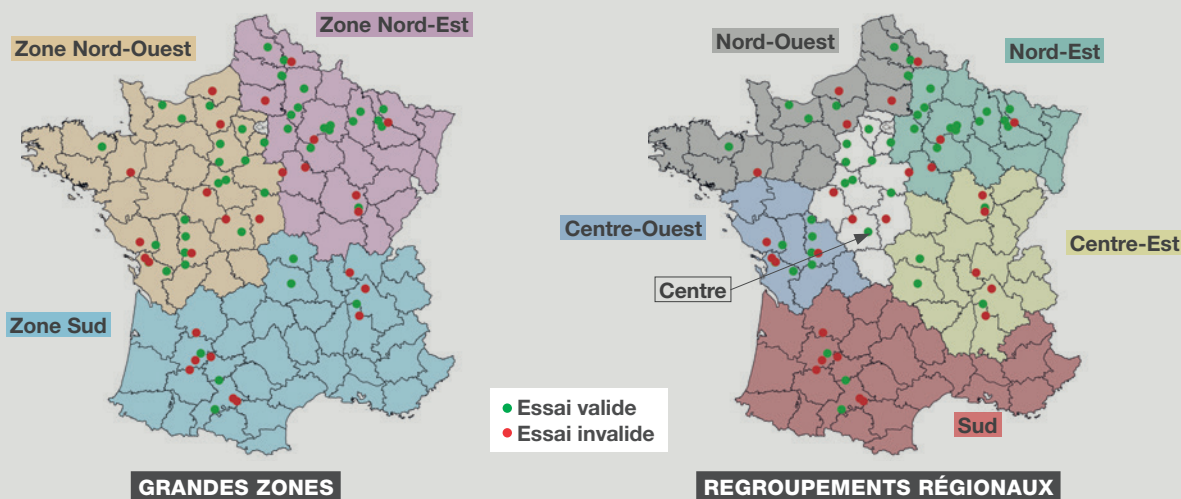 Zone Nord-Ouest
Zone Nord-Est
Zone Sud
GRANDES ZONES
Essai valide
Essai invalide
Nord-Ouest
Nord-Est
Centre-Ouest
Centre-Est
Centre
Sud
REGROUPEMENTS RÉGIONAUX